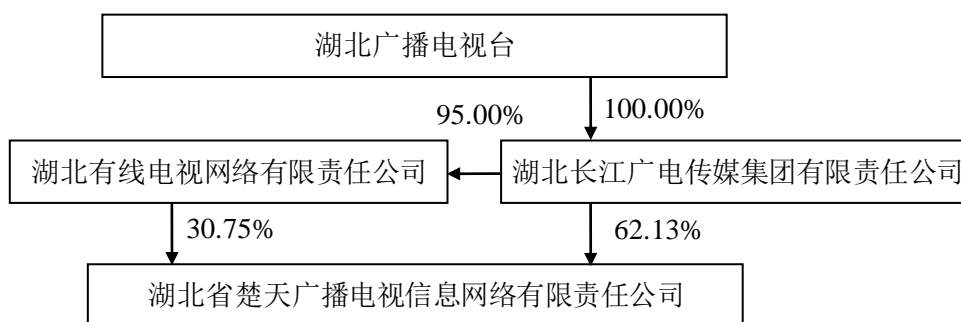 湖北广播电视台
95.00%
100.00%
湖北有线电视网络有限责任公司
湖北长江广电传媒集团有限责任公司
30.75%
62.13%
湖北省楚天广播电视信息网络有限责任公司